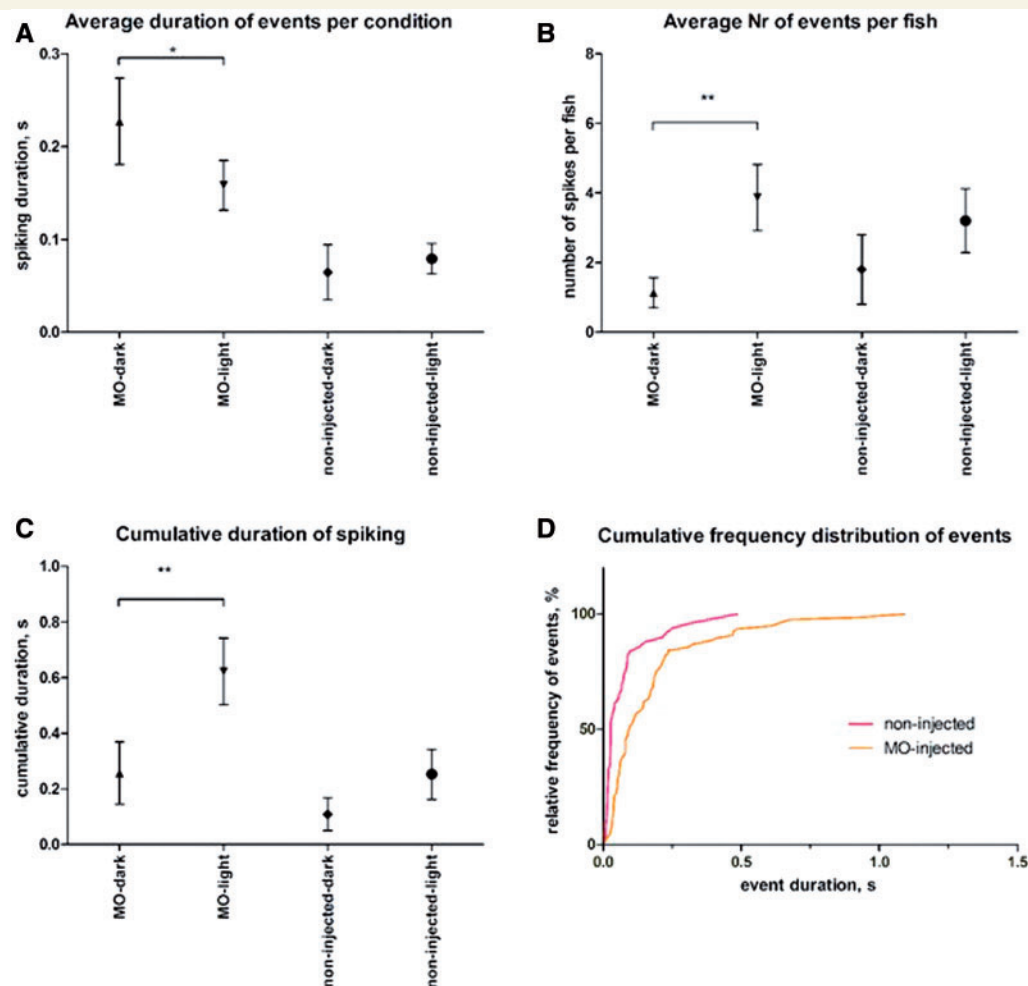 A
Average duration of events per condition
*
spiking duration, s
0.3
0.2
0.1
0.0
MO-dark
MO-light
non-injected-dark
non-injected-light
B
Average Nr of events per fish
**
number of spikes per fish
8
6
4
2
0
MO-dark
MO-light
non-injected-dark
non-injected-light
C
Cumulative duration of spiking
**
cumulative duration, s
1.0
0.8
0.6
0.4
0.2
0.0
MO-dark
MO-light
non-injected-dark
non-injected-light
D
Cumulative frequency distribution of events
relative frequency of events, %
100
50
0
non-injected
MO-injected
0.0 0.5 1.0 1.5
event duration, s